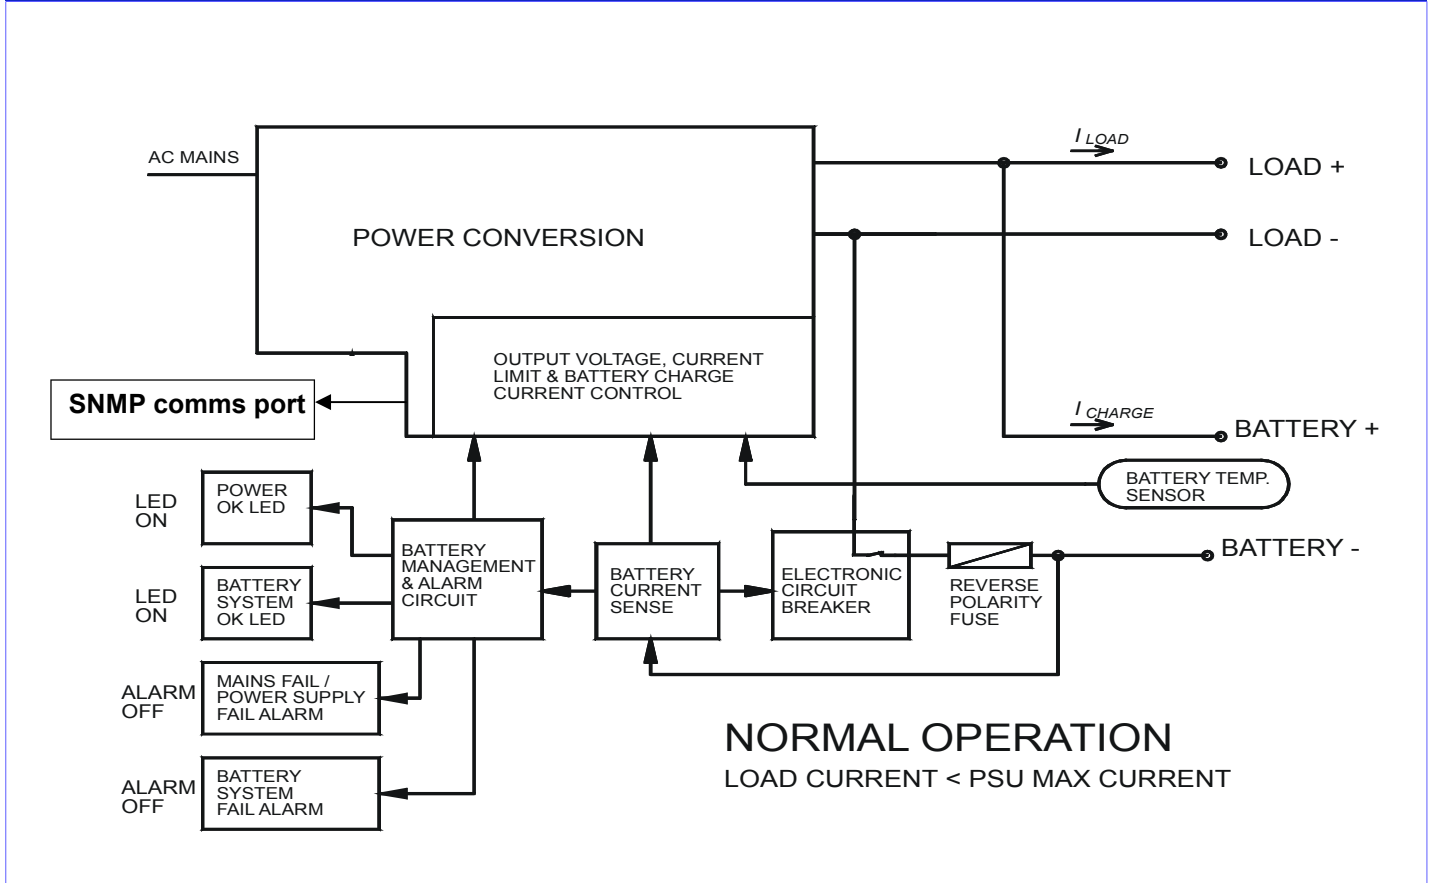 I LOAD
AC MAINS
LOAD +
POWER CONVERSION
LOAD -
OUTPUT VOLTAGE, CURRENT
LIMIT & BATTERY CHARGE
CURRENT CONTROL
SNMP comms port
I CHARGE
BATTERY +
BATTERY TEMP.
SENSOR
LED
ON
POWER
OK LED
BATTERY
MANAGEMENT
& ALARM
CIRCUIT
BATTERY
CURRENT
SENSE
ELECTRONIC
CIRCUIT
BREAKER
REVERSE
POLARITY
FUSE
BATTERY -
LED
ON
BATTERY
SYSTEM
OK LED
ALARM
OFF
MAINS FAIL /
POWER SUPPLY
FAIL ALARM
ALARM
OFF
BATTERY
SYSTEM
FAIL ALARM
NORMAL OPERATION
LOAD CURRENT < PSU MAX CURRENT